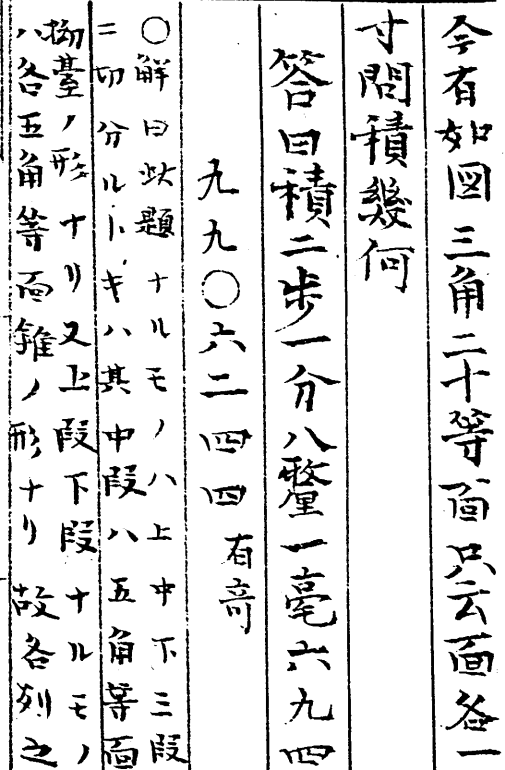 今有如図三角二十等面只云面各一
寸問積幾何
答曰積二歩一分八釐一毫六九四
九九〇六二四四有奇
〇解曰此題ナルモノハ上中下三段
ニ切分ルトキハ其中段ハ五角等面
拗臺ノ形ナリ又上段下段ナルモノ
ハ各五角等面錐ノ形ナリ故各列之